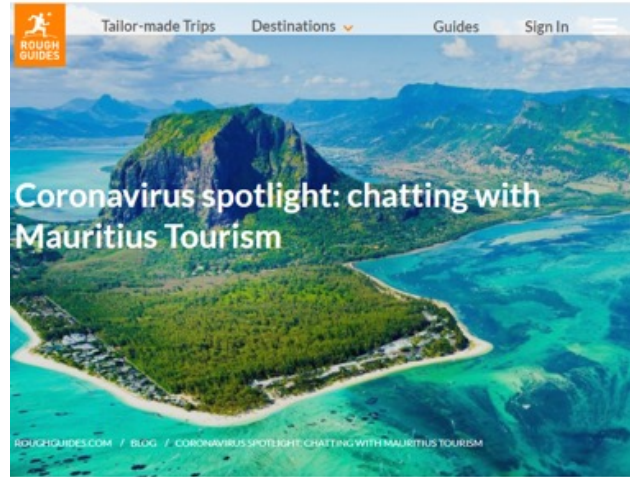 ROUGH
GUIDES
Tailor-made Trips
Destinations
Guides
Sign In
Coronavirus spotlight: chatting with
Mauritius Tourism
ROUGHGUIDES.COM / BLOG / CORONAVIRUS SPOTLIGHT: CHATTING WITH MAURITIUS TOURISM